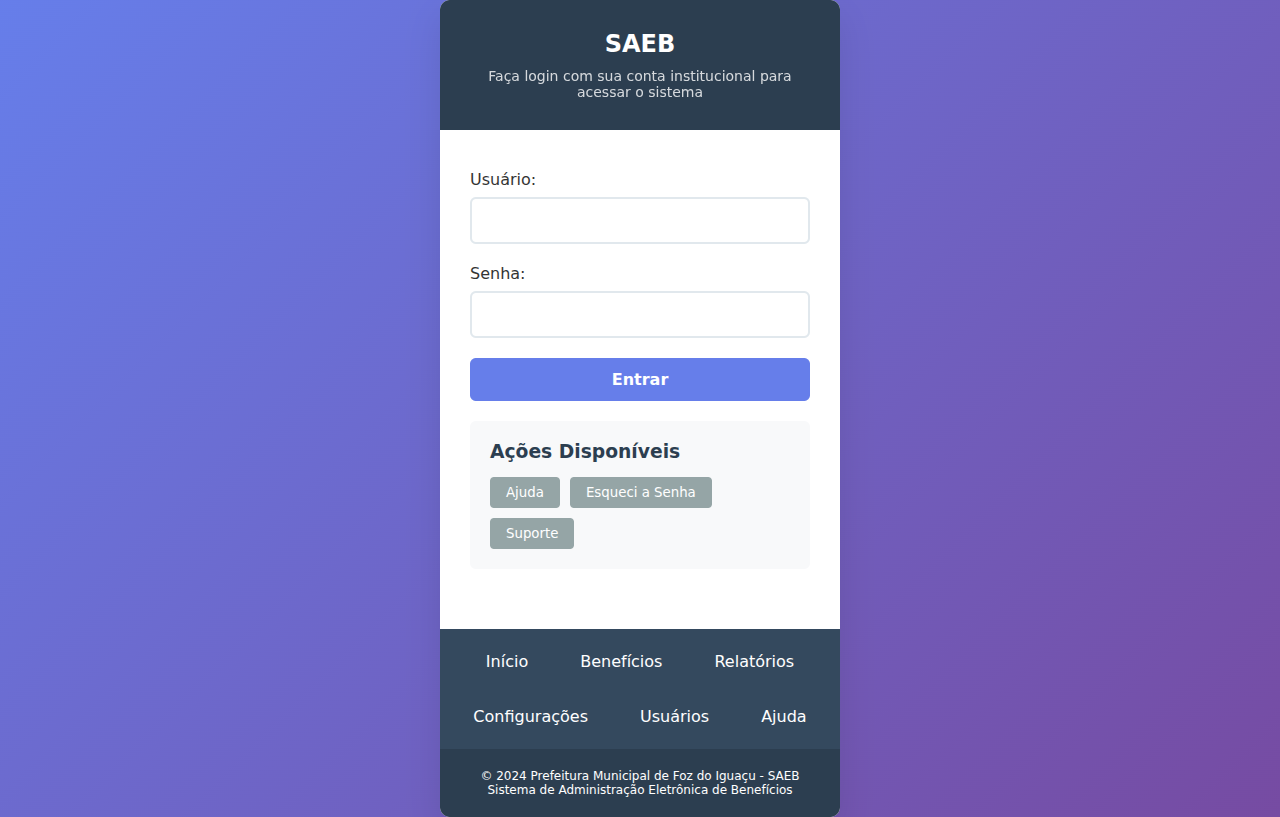 SAEB
Faça login com sua conta institucional para
acessar o sistema
Usuário:
Senha:
Entrar
Ações Disponíveis
Ajuda
Esqueci a Senha
Suporte
Início
Benefícios
Relatórios
Configurações
Usuários
Ajuda
© 2024 Prefeitura Municipal de Foz do Iguaçu - SAEB
Sistema de Administração Eletrônica de Benefícios